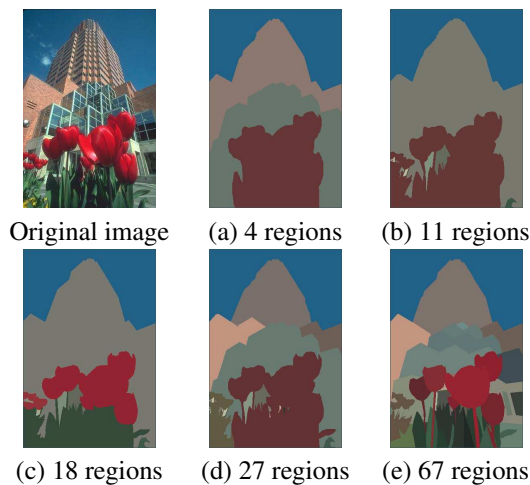 Original image
(a) 4 regions
(b) 11 regions
(c) 18 regions
(d) 27 regions
(e) 67 regions